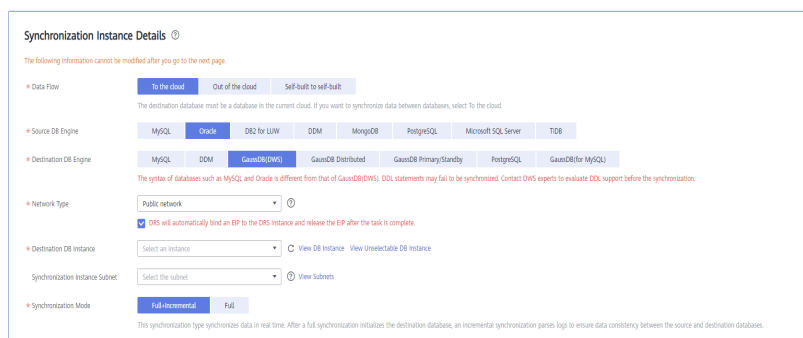 Synchronization Instance Details
The following information cannot be modified after you go to the next page.
* Data Flow To the cloud Out of the cloud Self-built to self-built
The destination database must be a database in the current cloud. If you want to synchronize data between databases, select To the cloud.
* Source DB Engine MySQL Oracle DB2 for LUW DDM MongoDB PostgreSQL Microsoft SQL Server TiDB
* Destination DB Engine MySQL DDM GaussDB(DWS) GaussDB Distributed GaussDB Primary/Standby PostgreSQL GaussDB(for MySQL)
The syntax of databases such as MySQL and Oracle is different from that of GaussDB(DWS). DDL statements may fail to be synchronized. Contact DWS experts to evaluate DDL support before the synchronization.
* Network Type Public network
DRS will automatically bind an EIP to the DRS instance and release the EIP after the task is complete.
* Destination DB Instance Select an instance View DB Instance View Unselectable DB Instance
Synchronization Instance Subnet Select the subnet View Subnets
* Synchronization Mode Full+Incremental Full
This synchronization type synchronizes data in real time. After a full synchronization initializes the destination database, an incremental synchronization parses logs to ensure data consistency between the source and destination databases.